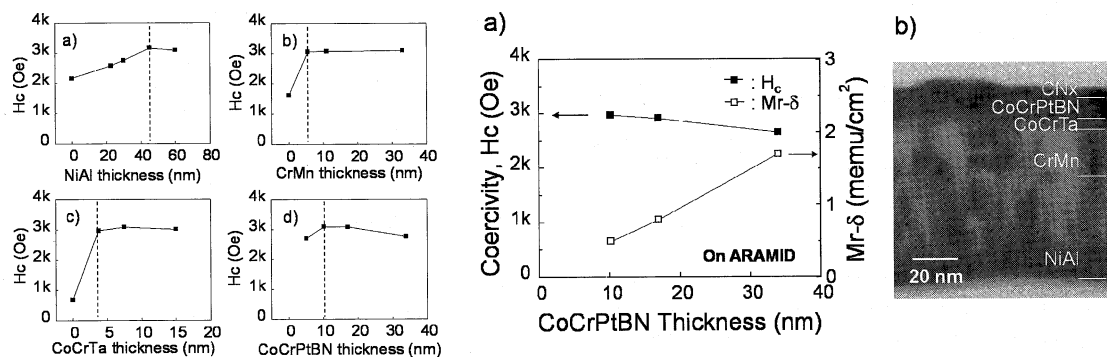 a)
4k
3k
2k
1k
0
Hc (Oe)
0 20 40 60 80
NiAl thickness (nm)
b)
4k
3k
2k
1k
0
Hc (Oe)
0 10 20 30 40
CrMn thickness (nm)
c)
4k
3k
2k
1k
0
Hc (Oe)
0 5 10 15 20
CoCrTa thickness (nm)
d)
4k
3k
2k
1k
0
Hc (Oe)
0 10 20 30 40
CoCrPtBN thickness (nm)
a)
4k
3k
2k
1k
0
Coercivity, Hc (Oe)
: Hc
: Mr-δ
3
2
1
0
Mr-δ (memu/cm²)
On ARAMID
0 10 20 30 40
CoCrPtBN Thickness (nm)
b)
CNx
CoCrPtBN
CoCrTa
CrMn
NiAl
20 nm